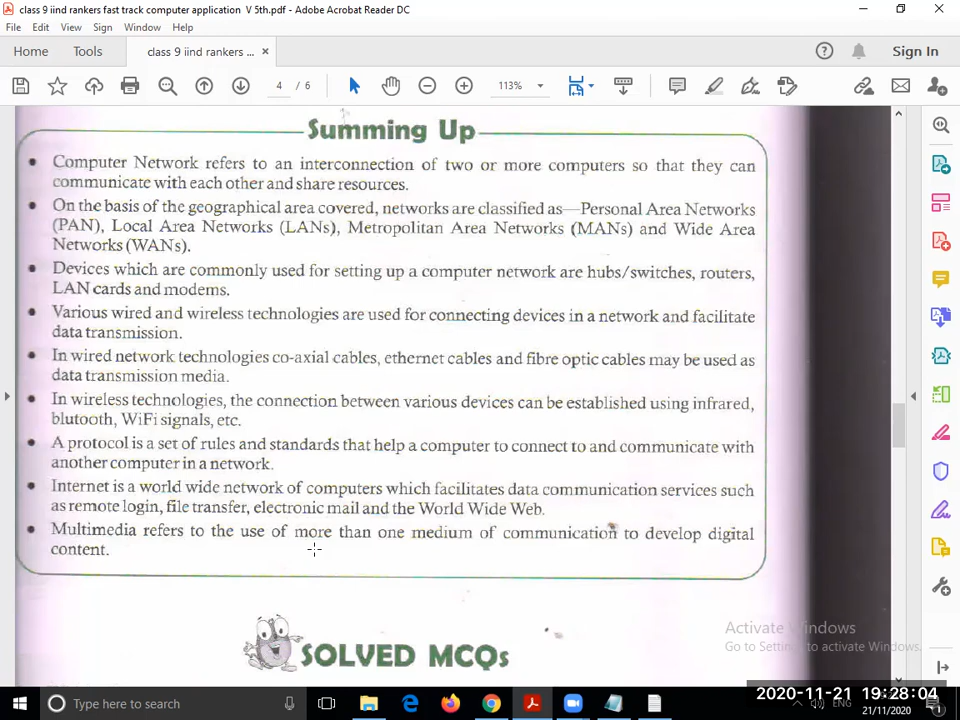 class 9 iind rankers fast track computer application V 5th.pdf - Adobe Acrobat Reader DC
File Edit View Sign Window Help
Home Tools class 9 iind rankers ... × Sign In
4 / 6 113%
Summing Up
• Computer Network refers to an interconnection of two or more computers so that they can
communicate with each other and share resources.
• On the basis of the geographical area covered, networks are classified as—Personal Area Networks
(PAN), Local Area Networks (LANs), Metropolitan Area Networks (MANs) and Wide Area
Networks (WANs).
• Devices which are commonly used for setting up a computer network are hubs/switches, routers,
LAN cards and modems.
• Various wired and wireless technologies are used for connecting devices in a network and facilitate
data transmission.
• In wired network technologies co-axial cables, ethernet cables and fibre optic cables may be used as
data transmission media.
• In wireless technologies, the connection between various devices can be established using infrared,
blutooth, WiFi signals, etc.
• A protocol is a set of rules and standards that help a computer to connect to and communicate with
another computer in a network.
• Internet is a world wide network of computers which facilitates data communication services such
as remote login, file transfer, electronic mail and the World Wide Web.
• Multimedia refers to the use of more than one medium of communication to develop digital
content.
SOLVED MCQs
Activate Windows
Go to Settings to activate Windows.
Type here to search
2020-11-21 19:28:04
ENG
21/11/2020